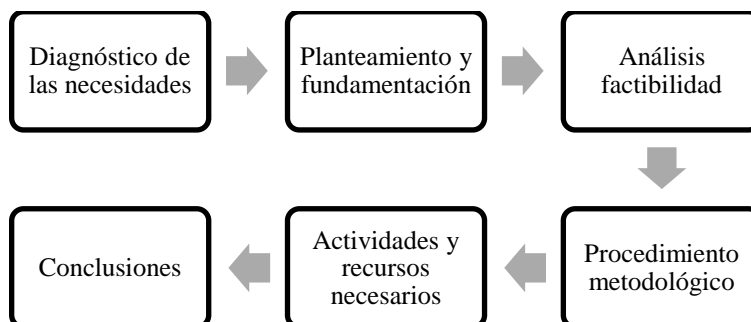 Diagnóstico de
las necesidades
Planteamiento y
fundamentación
Análisis
factibilidad
Procedimiento
metodológico
Actividades y
recursos
necesarios
Conclusiones